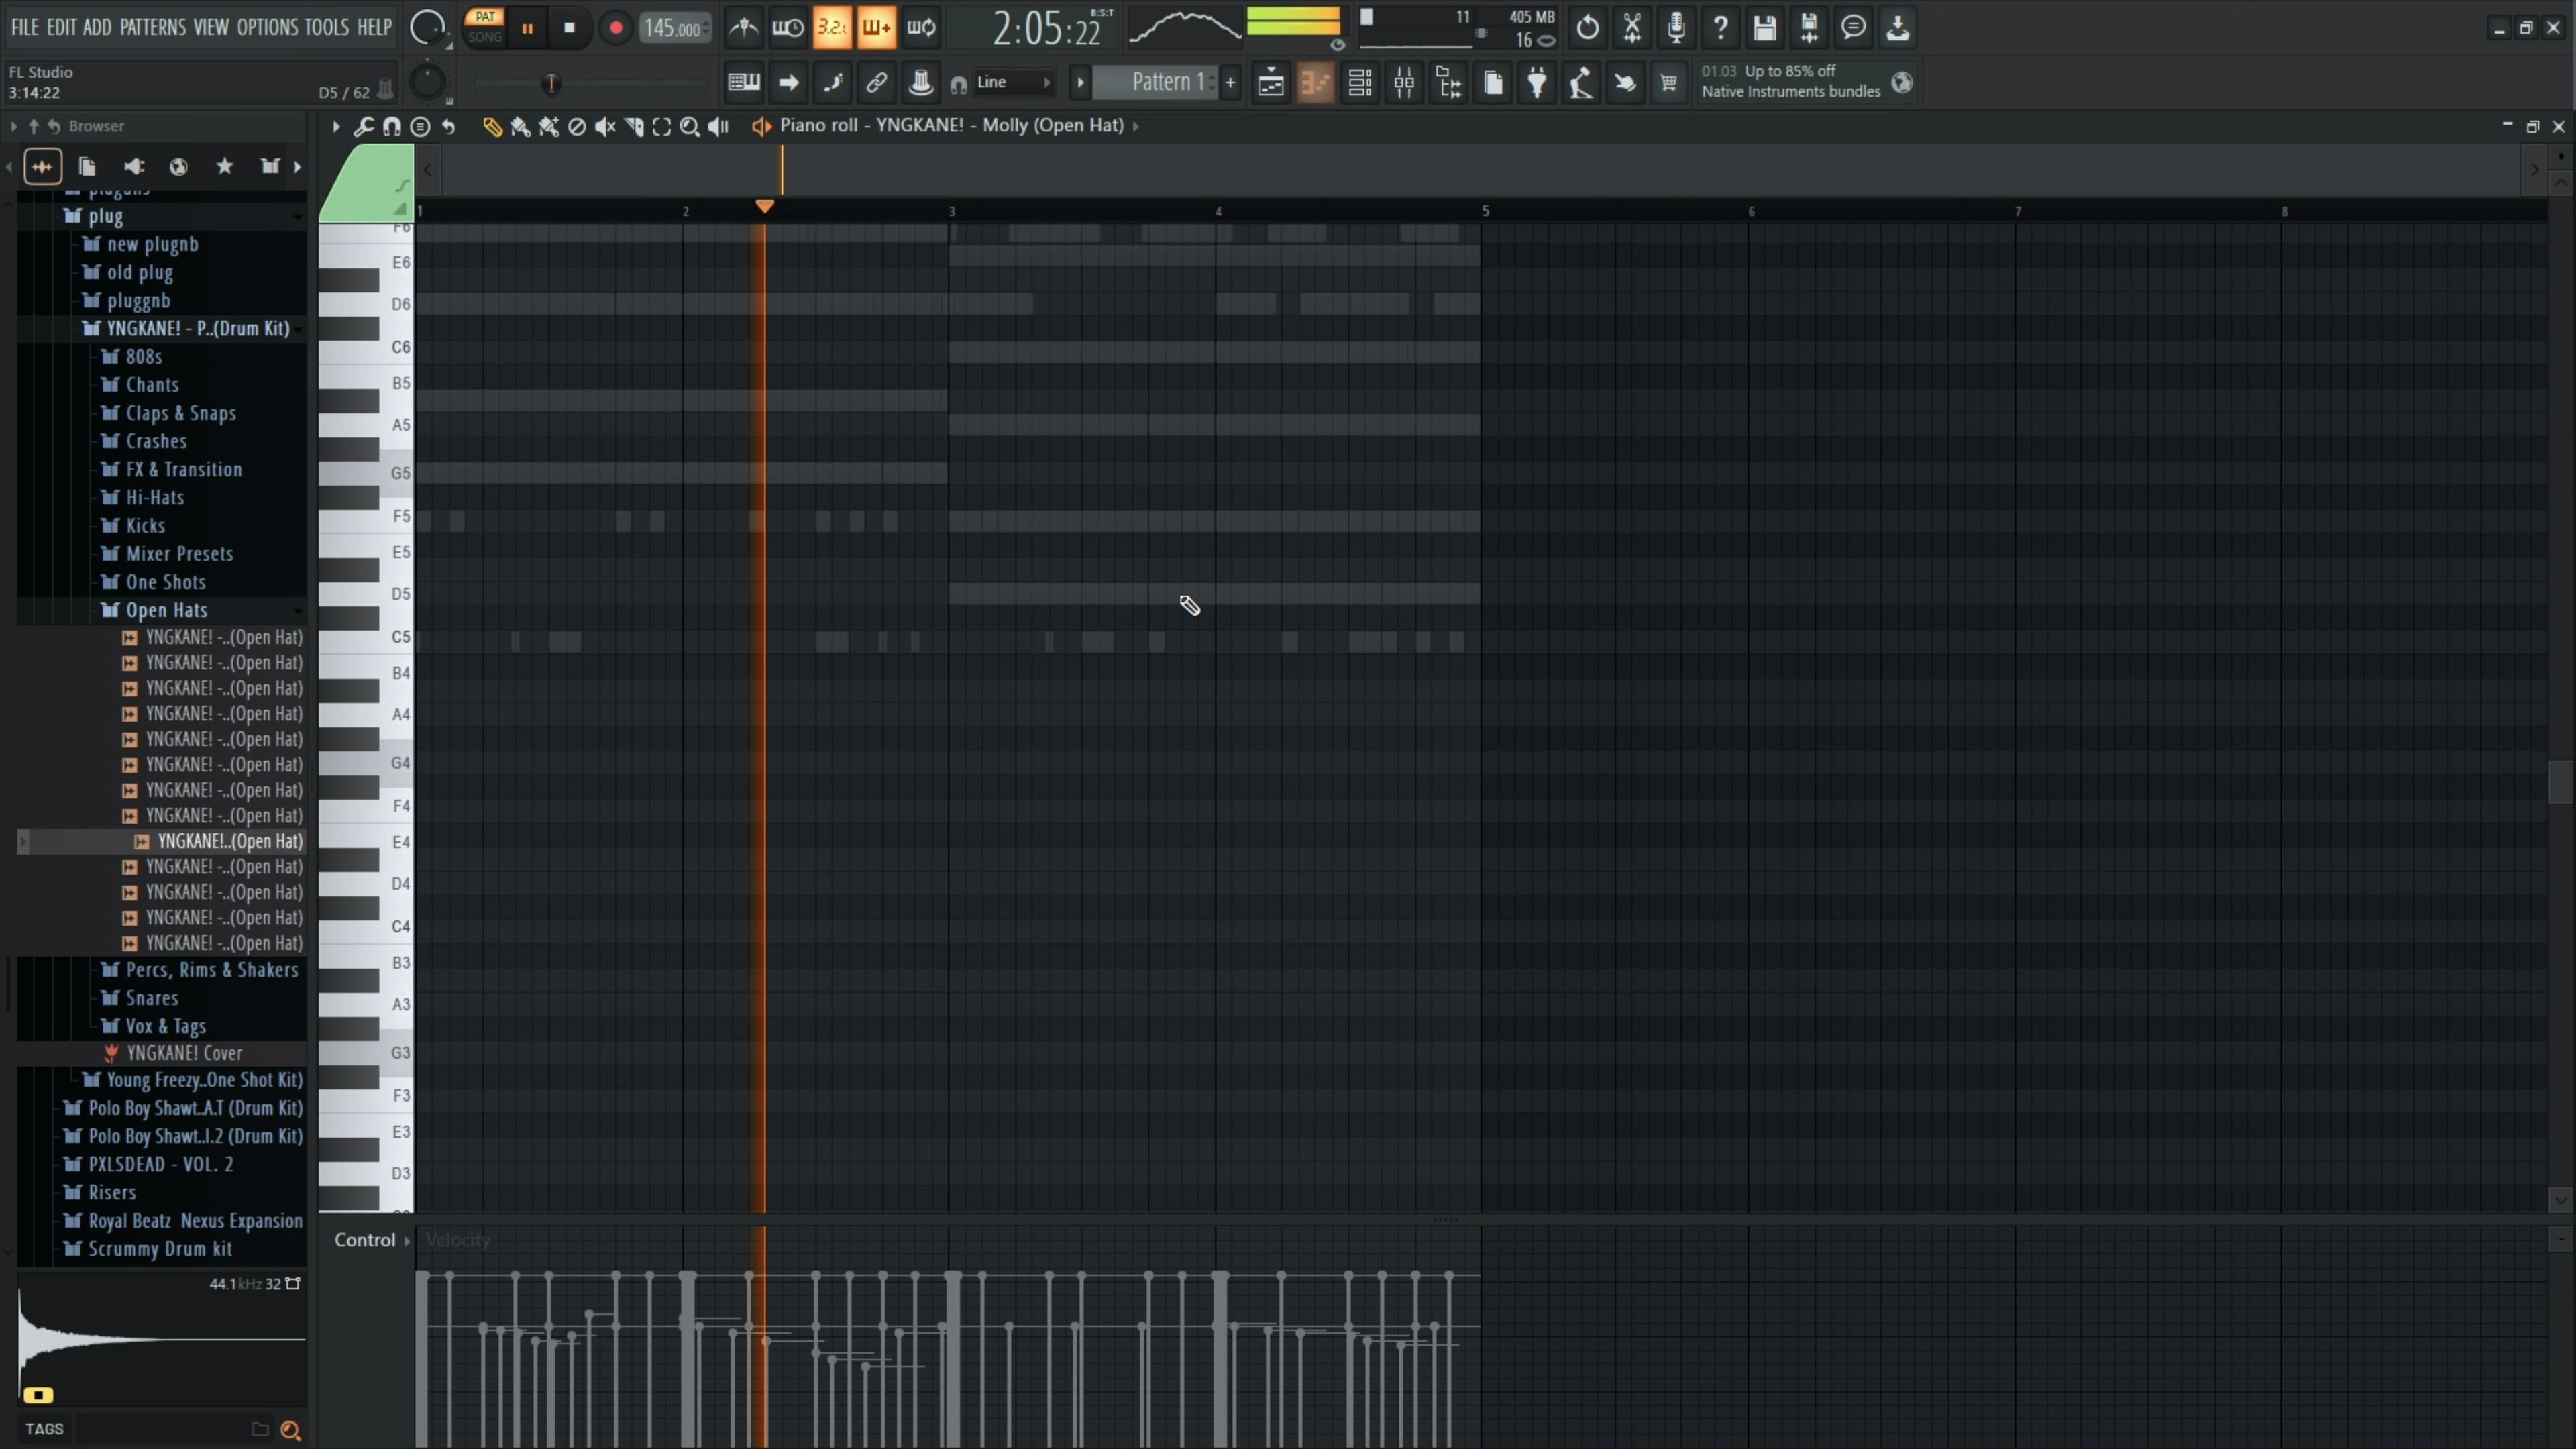 FILE EDIT ADD PATTERNS VIEW OPTIONS TOOLS HELP
PAT
SONG
145.000
3.2.
2:05:22
B:S:T
11
405 MB
16
FL Studio
3:14:22
D5 / 62
Line
Pattern 1
01.03 Up to 85% off
Native Instruments bundles
Browser
Piano roll - YNGKANE! - Molly (Open Hat)
plug
new plugnb
old plug
pluggnb
YNGKANE! - P..(Drum Kit)
808s
Chants
Claps & Snaps
Crashes
FX & Transition
Hi-Hats
Kicks
Mixer Presets
One Shots
Open Hats
YNGKANE! -..(Open Hat)
YNGKANE! -..(Open Hat)
YNGKANE! -..(Open Hat)
YNGKANE! -..(Open Hat)
YNGKANE! -..(Open Hat)
YNGKANE! -..(Open Hat)
YNGKANE! -..(Open Hat)
YNGKANE! -..(Open Hat)
YNGKANE!..(Open Hat)
YNGKANE! -..(Open Hat)
YNGKANE! -..(Open Hat)
YNGKANE! -..(Open Hat)
YNGKANE! -..(Open Hat)
Percs, Rims & Shakers
Snares
Vox & Tags
YNGKANE! Cover
Young Freezy..One Shot Kit)
Polo Boy Shawt..A.T (Drum Kit)
Polo Boy Shawt..I.2 (Drum Kit)
PXLSDEAD - VOL. 2
Risers
Royal Beatz Nexus Expansion
Scrummy Drum kit
44.1kHz 32
TAGS
1
2
3
4
5
6
7
8
F6
E6
D6
C6
B5
A5
G5
F5
E5
D5
C5
B4
A4
G4
F4
E4
D4
C4
B3
A3
G3
F3
E3
D3
Control
Velocity